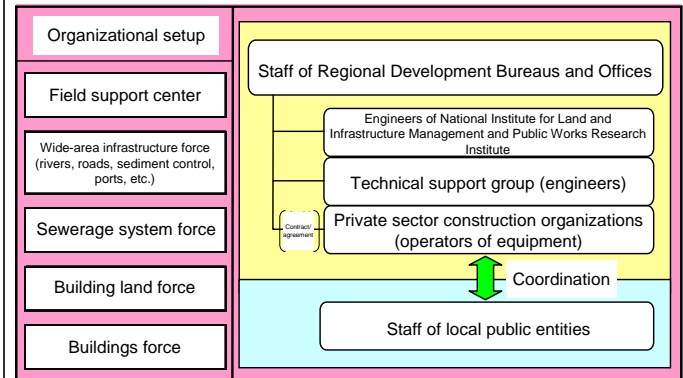 Organizational setup
Field support center
Wide-area infrastructure force
(rivers, roads, sediment control,
ports, etc.)
Sewerage system force
Building land force
Buildings force
Staff of Regional Development Bureaus and Offices
Engineers of National Institute for Land and
Infrastructure Management and Public Works Research
Institute
Technical support group (engineers)
Contract/
agreement
Private sector construction organizations
(operators of equipment)
Coordination
Staff of local public entities